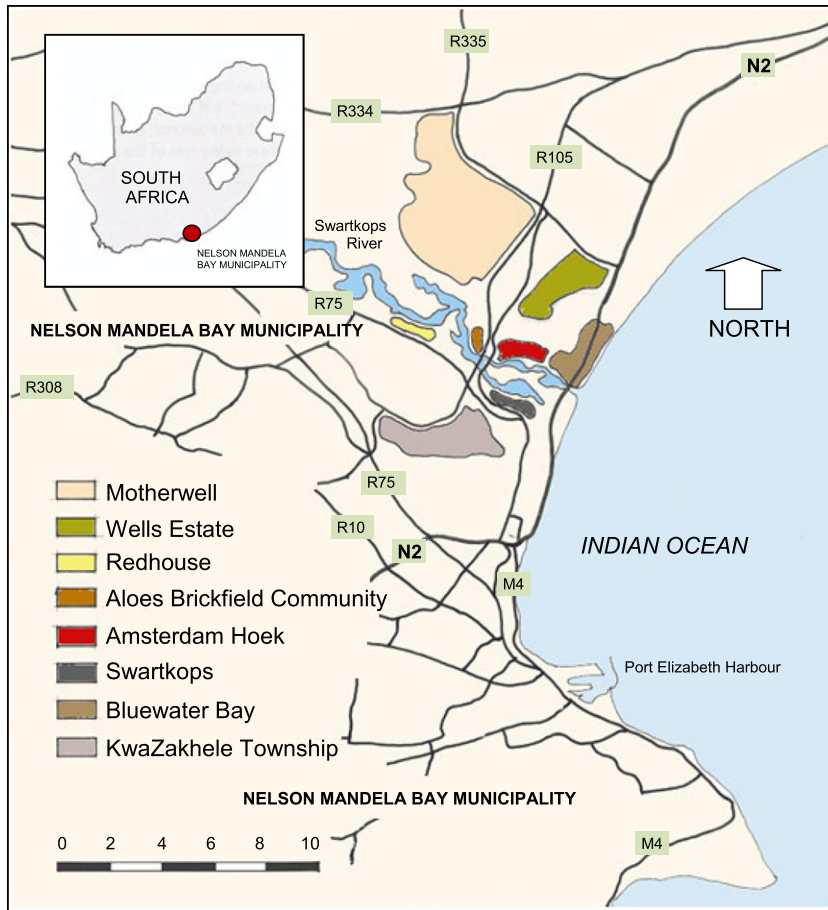 R335
N2
R334
R105
SOUTH
AFRICA
NELSON MANDELA
BAY MUNICIPALITY
Swartkops
River
R75
NELSON MANDELA BAY MUNICIPALITY
NORTH
R308
R75
R10
N2
M4
INDIAN OCEAN
Motherwell
Wells Estate
Redhouse
Aloes Brickfield Community
Amsterdam Hoek
Swartkops
Bluewater Bay
KwaZakhele Township
Port Elizabeth Harbour
NELSON MANDELA BAY MUNICIPALITY
0 2 4 6 8 10
M4